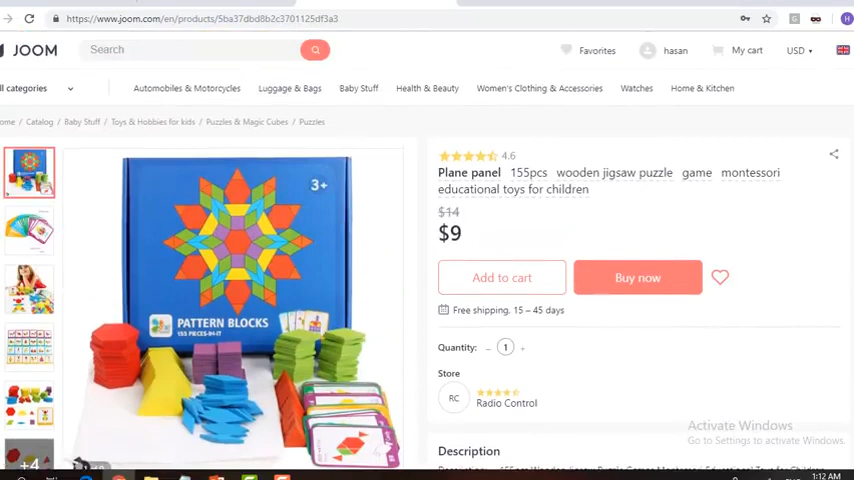 https://www.joom.com/en/products/5ba37dbd8b2c3701125df3a3
JOOM
Search
Favorites
hasan
My cart
USD
ll categories
Automobiles & Motorcycles
Luggage & Bags
Baby Stuff
Health & Beauty
Women's Clothing & Accessories
Watches
Home & Kitchen
ome / Catalog / Baby Stuff / Toys & Hobbies for kids / Puzzles & Magic Cubes / Puzzles
3+
PATTERN BLOCKS
155 PIECES-IN-IT
+4
4.6
Plane panel 155pcs wooden jigsaw puzzle game montessori
educational toys for children
$14
$9
Add to cart
Buy now
Free shipping, 15 – 45 days
Quantity: – 1 +
Store
RC
Radio Control
Activate Windows
Go to Settings to activate Windows.
Description
1:12 AM